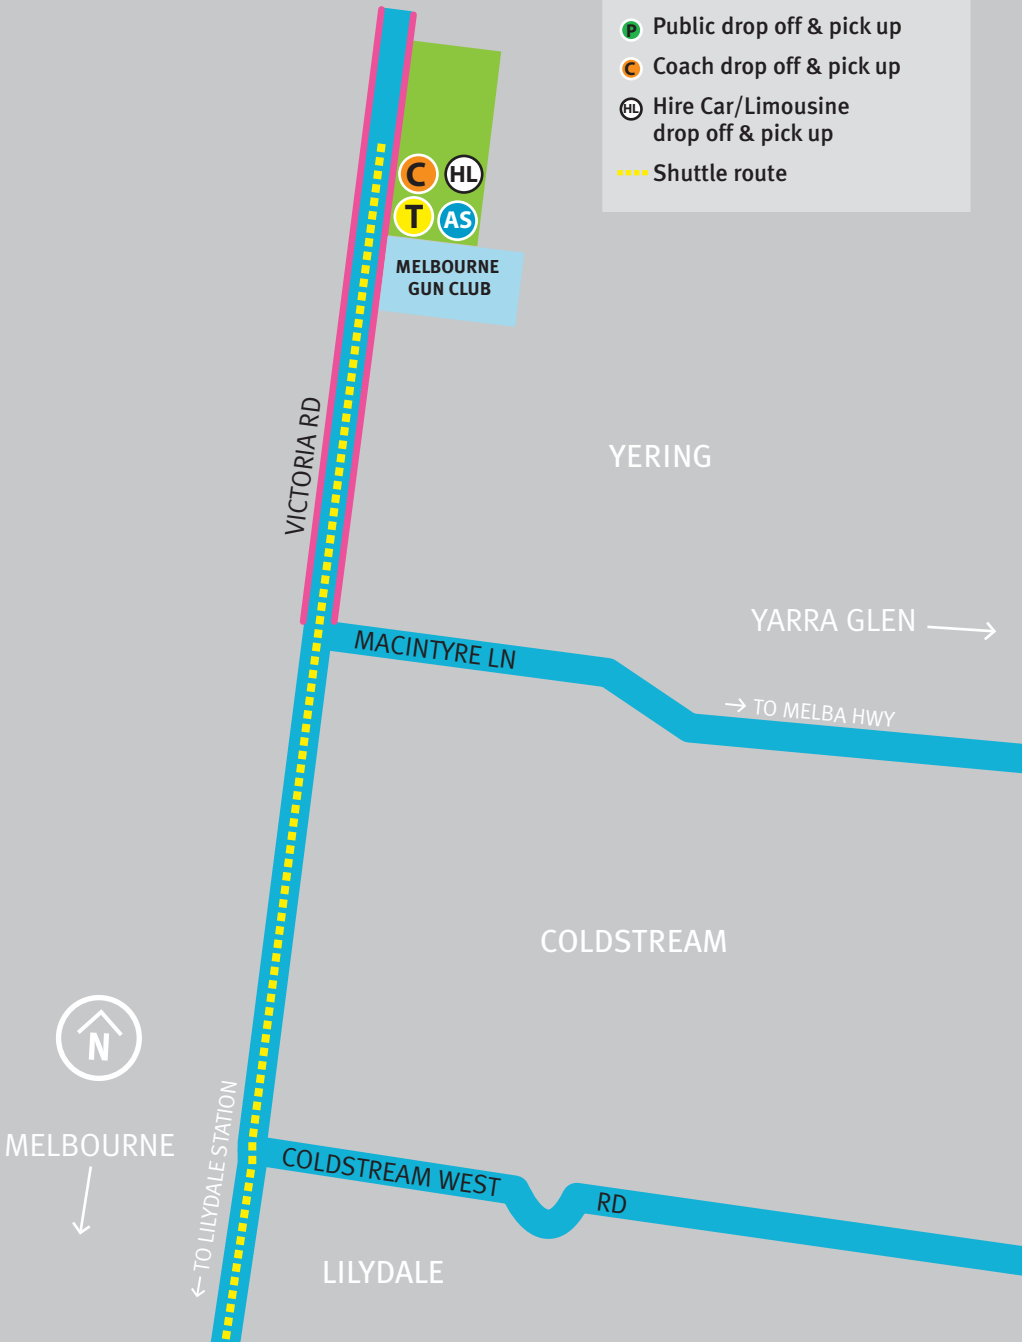 P Public drop off & pick up
C Coach drop off & pick up
HL Hire Car/Limousine
drop off & pick up
Shuttle route
C HL
T AS
MELBOURNE
GUN CLUB
VICTORIA RD
YERING
YARRA GLEN
MACINTYRE LN
TO MELBA HWY
COLDSTREAM
N
MELBOURNE
TO LILYDALE STATION
COLDSTREAM WEST RD
LILYDALE